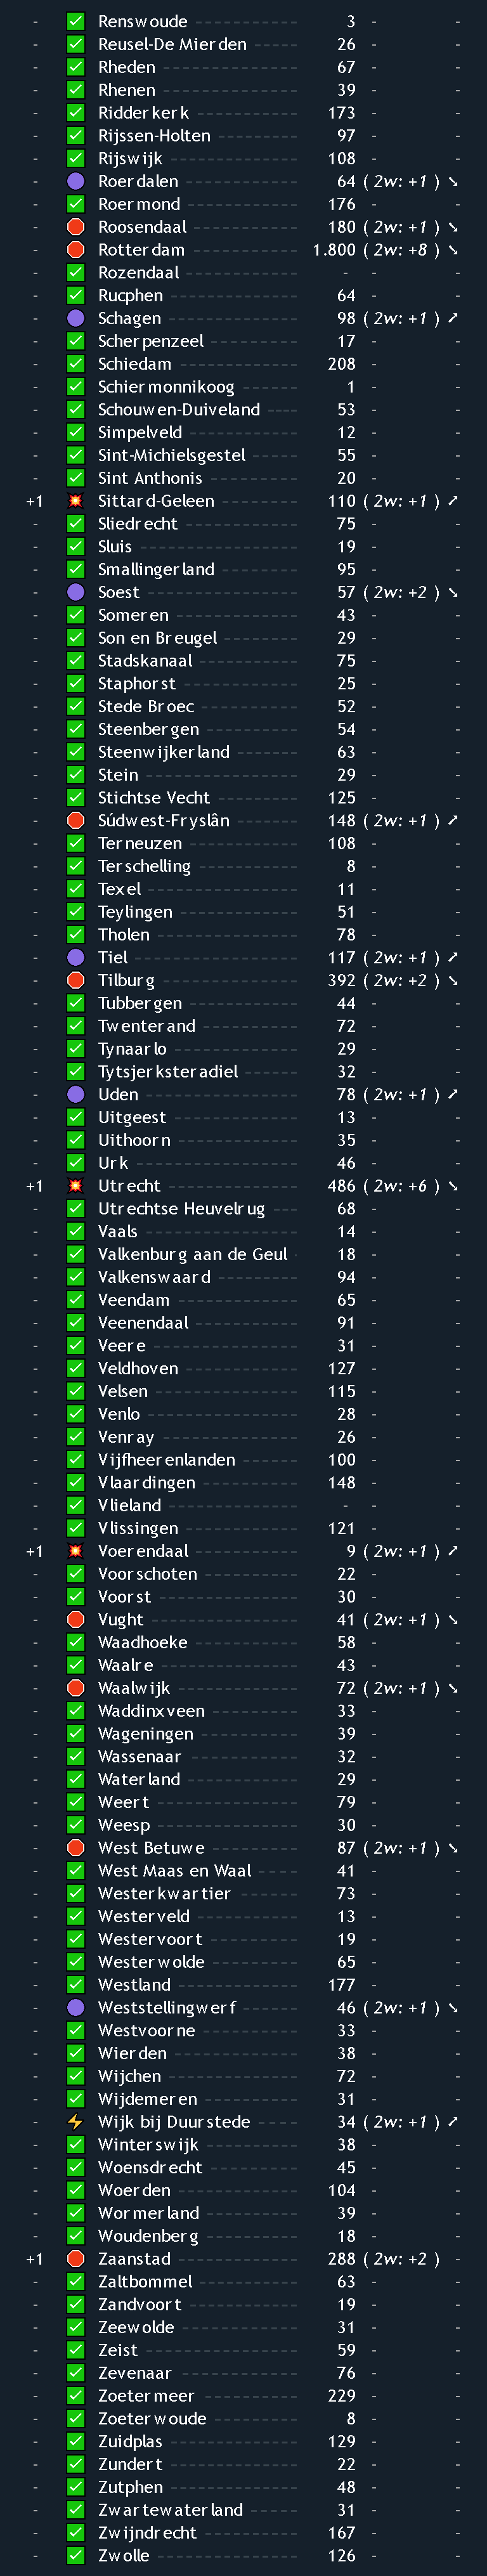 - ✅ Renswoude 3 - -
- ✅ Reusel-De Mierden 26 - -
- ✅ Rheden 67 - -
- ✅ Rhenen 39 - -
- ✅ Ridderkerk 173 - -
- ✅ Rijssen-Holten 97 - -
- ✅ Rijswijk 108 - -
- 🟣 Roerdalen 64 ( 2w: +1 ) ➘
- ✅ Roermond 176 - -
- 🛑 Roosendaal 180 ( 2w: +1 ) ➘
- 🛑 Rotterdam 1.800 ( 2w: +8 ) ➘
- ✅ Rozendaal - - -
- ✅ Rucphen 64 - -
- 🟣 Schagen 98 ( 2w: +1 ) ➚
- ✅ Scherpenzeel 17 - -
- ✅ Schiedam 208 - -
- ✅ Schiermonnikoog 1 - -
- ✅ Schouwen-Duiveland 53 - -
- ✅ Simpelveld 12 - -
- ✅ Sint-Michielsgestel 55 - -
- ✅ Sint Anthonis 20 - -
+1 💥 Sittard-Geleen 110 ( 2w: +1 ) ➚
- ✅ Sliedrecht 75 - -
- ✅ Sluis 19 - -
- ✅ Smallingerland 95 - -
- 🟣 Soest 57 ( 2w: +2 ) ➘
- ✅ Someren 43 - -
- ✅ Son en Breugel 29 - -
- ✅ Stadskanaal 75 - -
- ✅ Staphorst 25 - -
- ✅ Stede Broec 52 - -
- ✅ Steenbergen 54 - -
- ✅ Steenwijkerland 63 - -
- ✅ Stein 29 - -
- ✅ Stichtse Vecht 125 - -
- 🛑 Súdwest-Fryslân 148 ( 2w: +1 ) ➚
- ✅ Terneuzen 108 - -
- ✅ Terschelling 8 - -
- ✅ Texel 11 - -
- ✅ Teylingen 51 - -
- ✅ Tholen 78 - -
- 🟣 Tiel 117 ( 2w: +1 ) ➚
- 🛑 Tilburg 392 ( 2w: +2 ) ➘
- ✅ Tubbergen 44 - -
- ✅ Twenterand 72 - -
- ✅ Tynaarlo 29 - -
- ✅ Tytsjerksteradiel 32 - -
- 🟣 Uden 78 ( 2w: +1 ) ➚
- ✅ Uitgeest 13 - -
- ✅ Uithoorn 35 - -
- ✅ Urk 46 - -
+1 💥 Utrecht 486 ( 2w: +6 ) ➘
- ✅ Utrechtse Heuvelrug 68 - -
- ✅ Vaals 14 - -
- ✅ Valkenburg aan de Geul 18 - -
- ✅ Valkenswaard 94 - -
- ✅ Veendam 65 - -
- ✅ Veenendaal 91 - -
- ✅ Veere 31 - -
- ✅ Veldhoven 127 - -
- ✅ Velsen 115 - -
- ✅ Venlo 28 - -
- ✅ Venray 26 - -
- ✅ Vijfheerenlanden 100 - -
- ✅ Vlaardingen 148 - -
- ✅ Vlieland - - -
- ✅ Vlissingen 121 - -
+1 💥 Voerendaal 9 ( 2w: +1 ) ➚
- ✅ Voorschoten 22 - -
- ✅ Voorst 30 - -
- 🛑 Vught 41 ( 2w: +1 ) ➘
- ✅ Waadhoeke 58 - -
- ✅ Waalre 43 - -
- 🛑 Waalwijk 72 ( 2w: +1 ) ➘
- ✅ Waddinxveen 33 - -
- ✅ Wageningen 39 - -
- ✅ Wassenaar 32 - -
- ✅ Waterland 29 - -
- ✅ Weert 79 - -
- ✅ Weesp 30 - -
- 🛑 West Betuwe 87 ( 2w: +1 ) ➘
- ✅ West Maas en Waal 41 - -
- ✅ Westerkwartier 73 - -
- ✅ Westerveld 13 - -
- ✅ Westervoort 19 - -
- ✅ Westerwolde 65 - -
- ✅ Westland 177 - -
- 🟣 Weststellingwerf 46 ( 2w: +1 ) ➘
- ✅ Westvoorne 33 - -
- ✅ Wierden 38 - -
- ✅ Wijchen 72 - -
- ✅ Wijdemeren 31 - -
- ⚡ Wijk bij Duurstede 34 ( 2w: +1 ) ➚
- ✅ Winterswijk 38 - -
- ✅ Woensdrecht 45 - -
- ✅ Woerden 104 - -
- ✅ Wormerland 39 - -
- ✅ Woudenberg 18 - -
+1 🛑 Zaanstad 288 ( 2w: +2 ) -
- ✅ Zaltbommel 63 - -
- ✅ Zandvoort 19 - -
- ✅ Zeewolde 31 - -
- ✅ Zeist 59 - -
- ✅ Zevenaar 76 - -
- ✅ Zoetermeer 229 - -
- ✅ Zoeterwoude 8 - -
- ✅ Zuidplas 129 - -
- ✅ Zundert 22 - -
- ✅ Zutphen 48 - -
- ✅ Zwartewaterland 31 - -
- ✅ Zwijndrecht 167 - -
- ✅ Zwolle 126 - -